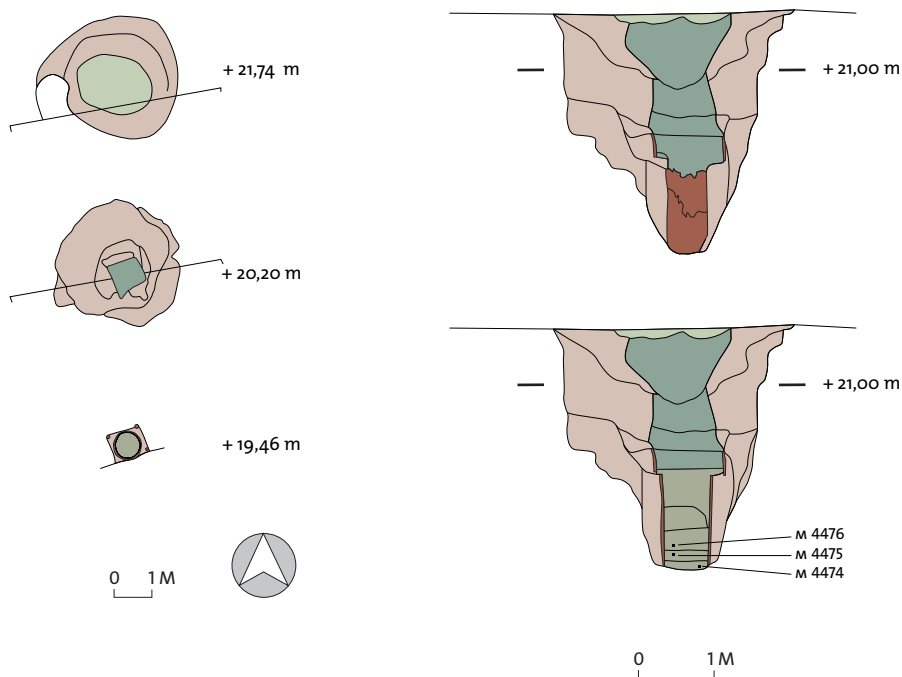 + 21,74 m
+ 20,20 m
+ 19,46 m
0 1 M
+ 21,00 m
+ 21,00 m
M 4476
M 4475
M 4474
0 1 M